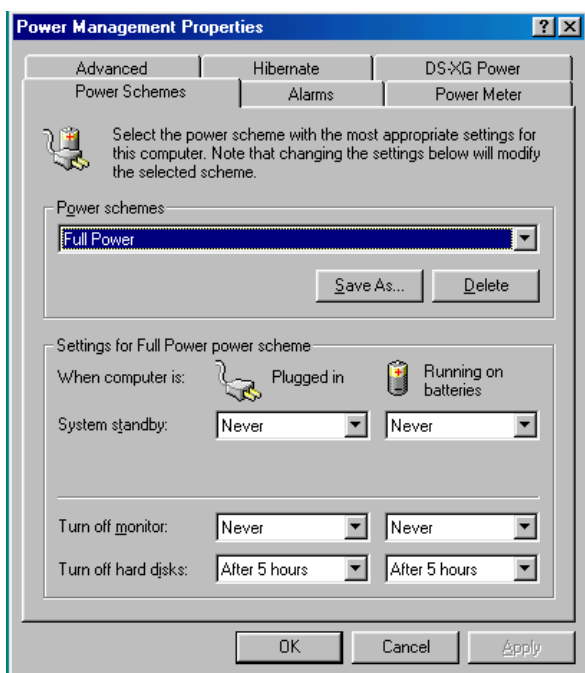 Power Management Properties
Advanced Hibernate DS-XG Power
Power Schemes Alarms Power Meter
Select the power scheme with the most appropriate settings for
this computer. Note that changing the settings below will modify
the selected scheme.
Power schemes
Full Power
Save As... Delete
Settings for Full Power power scheme
When computer is: Plugged in Running on
batteries
System standby: Never Never
Turn off monitor: Never Never
Turn off hard disks: After 5 hours After 5 hours
OK Cancel Apply